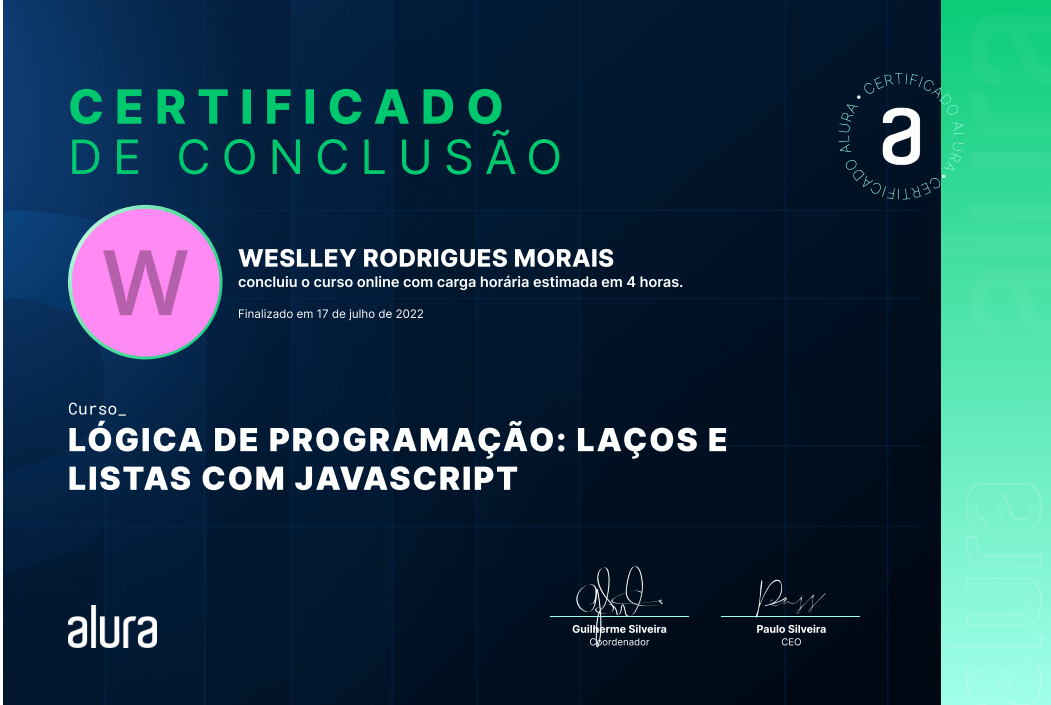 CERTIFICADO
DE CONCLUSÃO
• CERTIFICADO ALURA • CERTIFICADO ALURA
a
W
WESLLEY RODRIGUES MORAIS
concluiu o curso online com carga horária estimada em 4 horas.
Finalizado em 17 de julho de 2022
Curso_
LÓGICA DE PROGRAMAÇÃO: LAÇOS E
LISTAS COM JAVASCRIPT
alura
Guilherme Silveira
Coordenador
Paulo Silveira
CEO
alura
alura